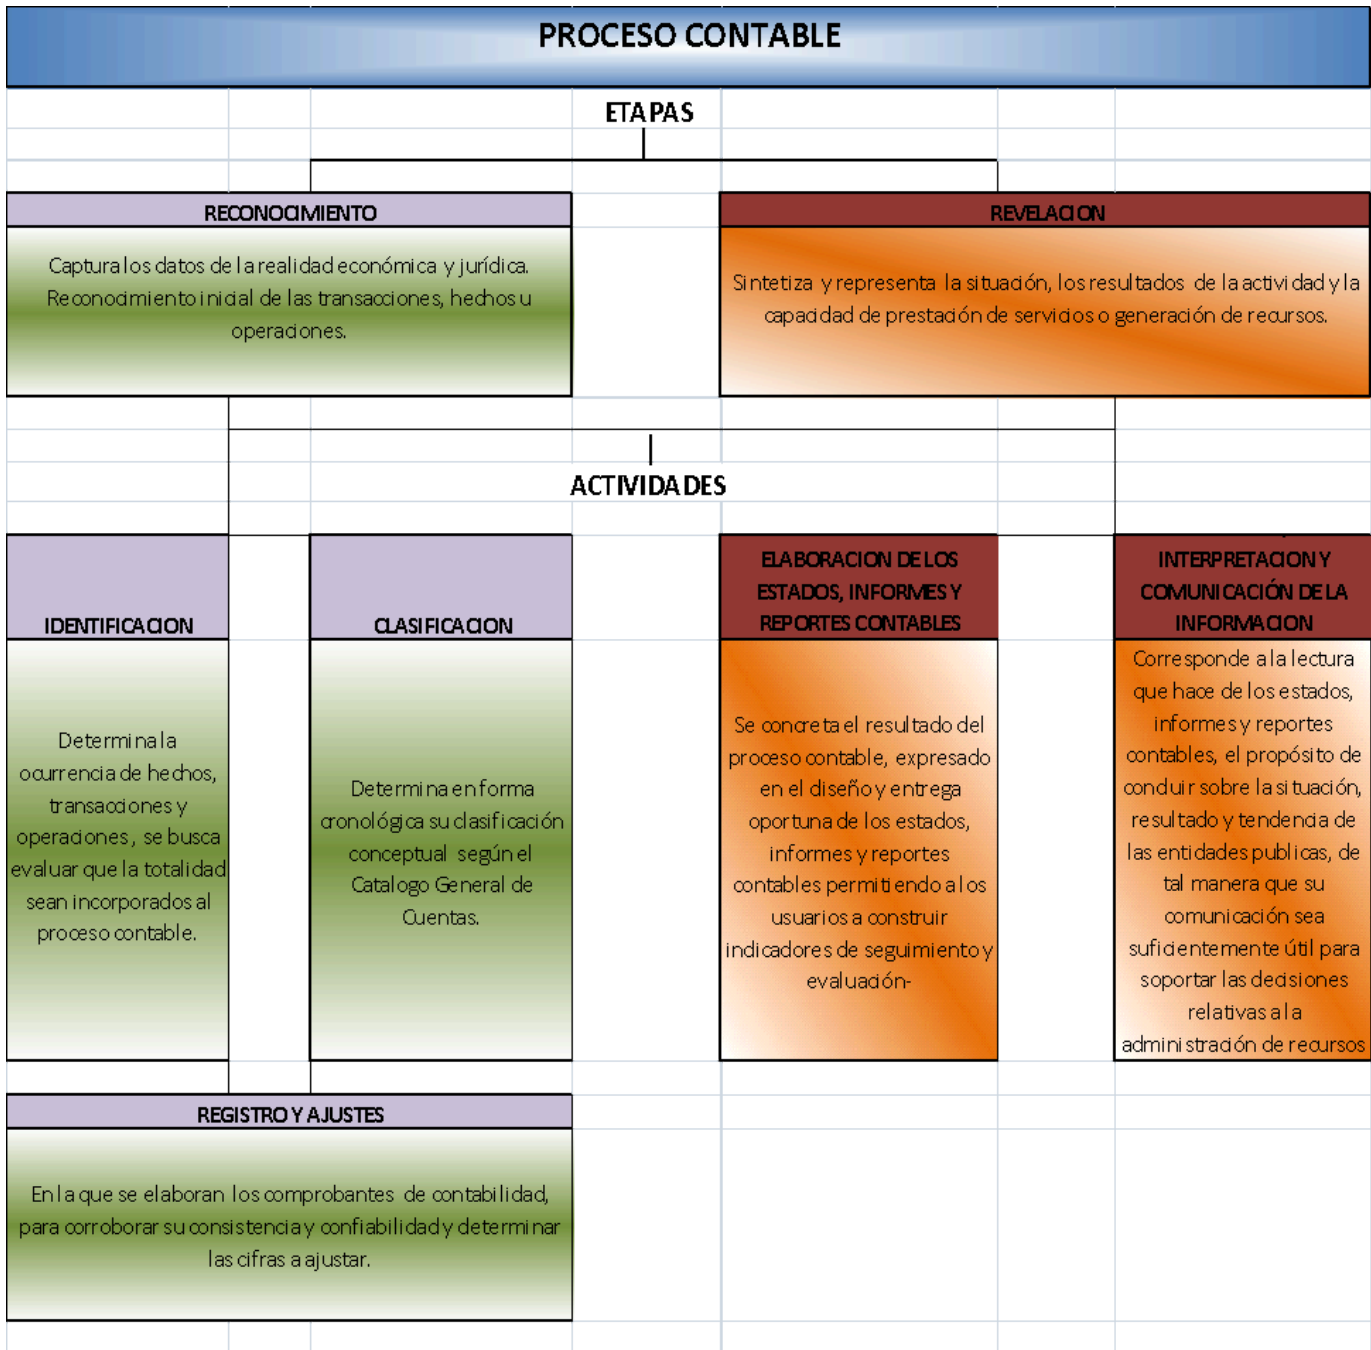 PROCESO CONTABLE
ETAPAS
RECONOCIMIENTO
Captura los datos de la realidad económica y jurídica.
Reconocimiento inicial de las transacciones, hechos u
operaciones.
REVELACION
Sintetiza y representa la situación, los resultados de la actividad y la
capacidad de prestación de servicios o generación de recursos.
ACTIVIDADES
IDENTIFICACION
Determina la
ocurrencia de hechos,
transacciones y
operaciones, se busca
evaluar que la totalidad
sean incorporados al
proceso contable.
CLASIFICACION
Determina en forma
cronológica su clasificación
conceptual según el
Catalogo General de
Cuentas.
ELABORACION DE LOS
ESTADOS, INFORMES Y
REPORTES CONTABLES
Se concreta el resultado del
proceso contable, expresado
en el diseño y entrega
oportuna de los estados,
informes y reportes
contables permitiendo a los
usuarios a construir
indicadores de seguimiento y
evaluación-
INTERPRETACION Y
COMUNICACIÓN DE LA
INFORMACION
Corresponde a la lectura
que hace de los estados,
informes y reportes
contables, el propósito de
concluir sobre la situación,
resultado y tendencia de
las entidades publicas, de
tal manera que su
comunicación sea
suficientemente útil para
soportar las decisiones
relativas a la
administración de recursos
REGISTRO Y AJUSTES
En la que se elaboran los comprobantes de contabilidad,
para corroborar su consistencia y confiabilidad y determinar
las cifras a ajustar.